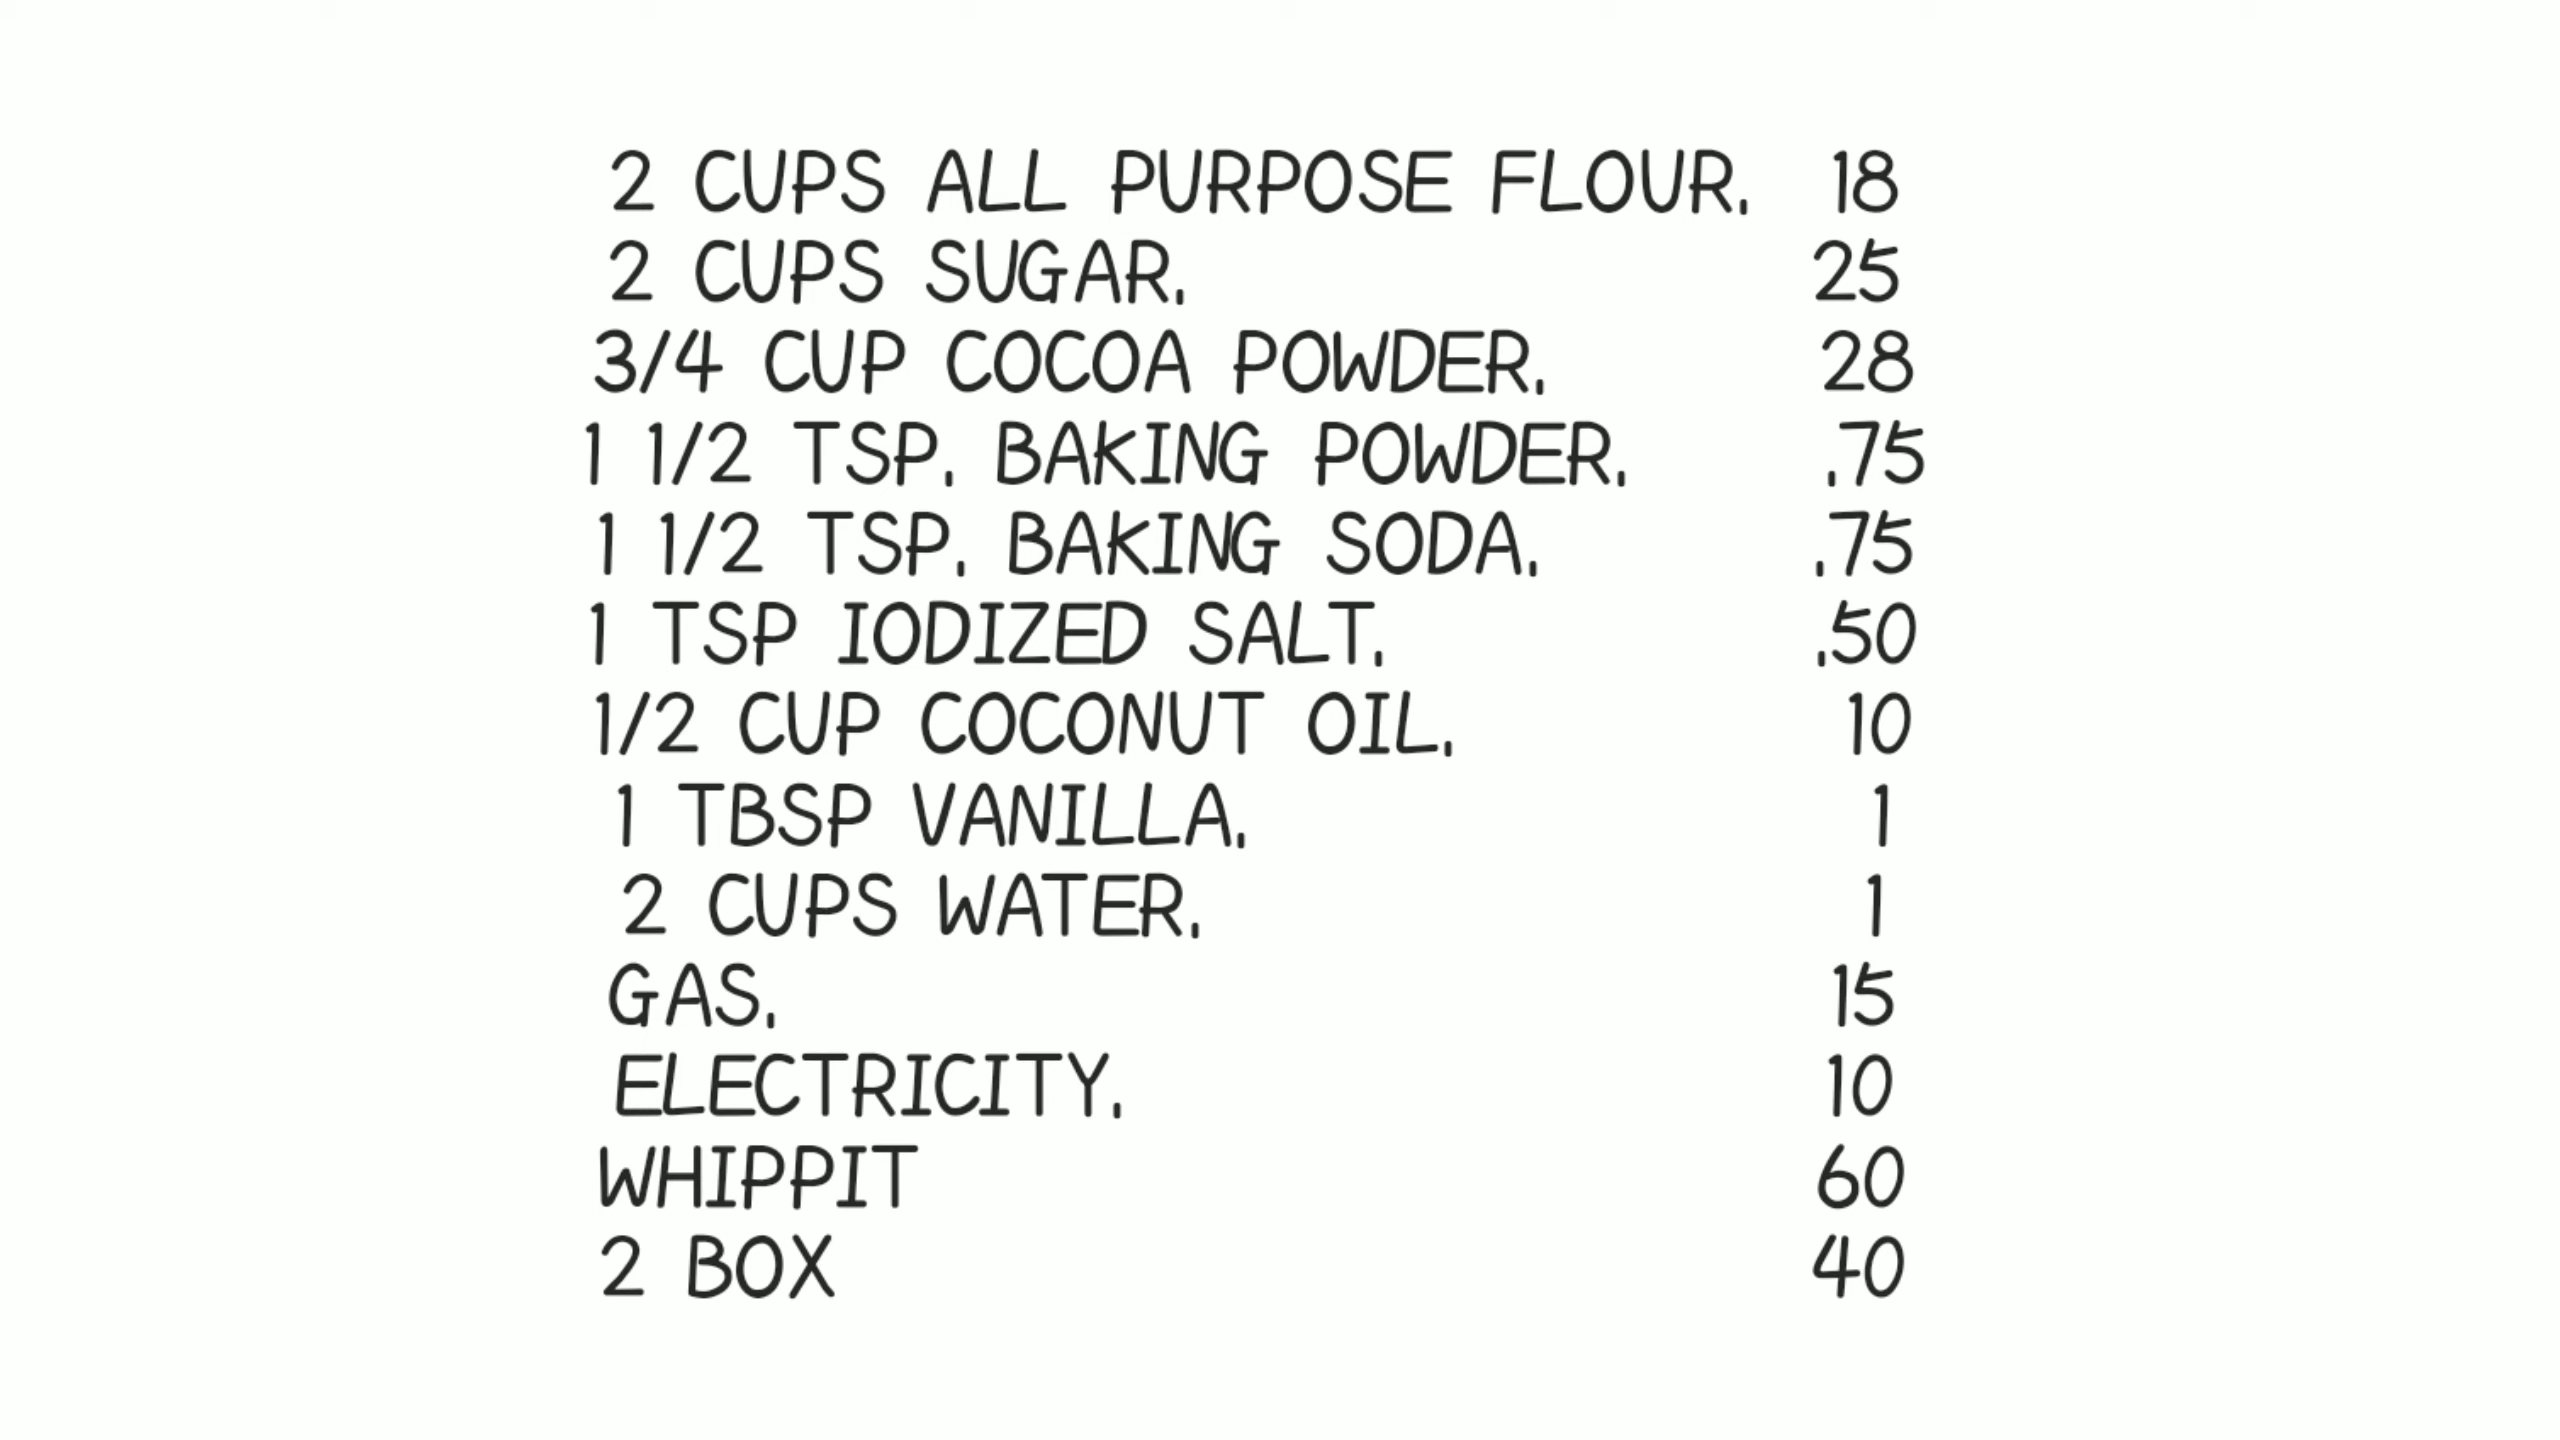 2 CUPS ALL PURPOSE FLOUR. 18
2 CUPS SUGAR. 25
3/4 CUP COCOA POWDER. 28
1 1/2 TSP. BAKING POWDER. .75
1 1/2 TSP. BAKING SODA. .75
1 TSP IODIZED SALT. .50
1/2 CUP COCONUT OIL. 10
1 TBSP VANILLA. 1
2 CUPS WATER. 1
GAS. 15
ELECTRICITY. 10
WHIPPIT 60
2 BOX 40